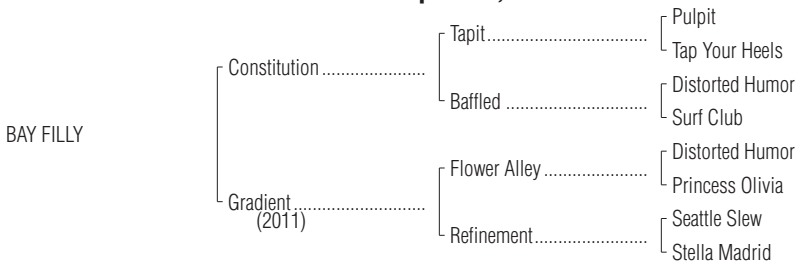 Pulpit
Tapit
Tap Your Heels
Constitution
Distorted Humor
Baffled
Surf Club
BAY FILLY
Distorted Humor
Flower Alley
Princess Olivia
Gradient
(2011)
Seattle Slew
Refinement
Stella Madrid